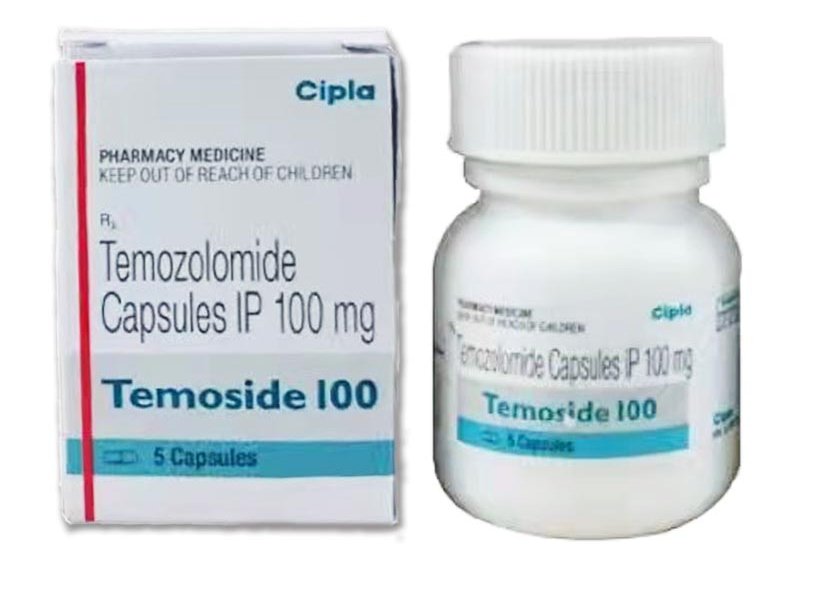 Cipla
PHARMACY MEDICINE
KEEP OUT OF REACH OF CHILDREN
Rx
Temozolomide
Capsules IP 100 mg
Temoside 100
5 Capsules
PHARMACY MEDICINE
KEEP OUT OF REACH OF CHILDREN
Cipla
Temozolomide Capsules IP 100 mg
Temoside 100
5 Capsules